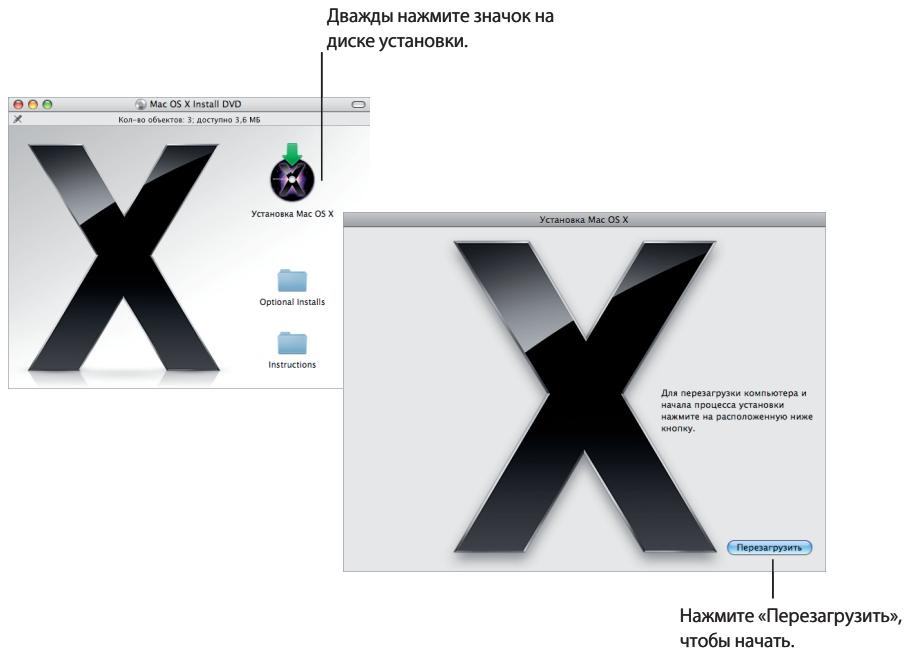 Дважды нажмите значок на
диске установки.
Mac OS X Install DVD
Кол-во объектов: 3; доступно 3,6 МБ
Установка Mac OS X
Optional Installs
Instructions
Установка Mac OS X
Для перезагрузки компьютера и
начала процесса установки
нажмите на расположенную ниже
кнопку.
Перезагрузить
Нажмите «Перезагрузить»,
чтобы начать.